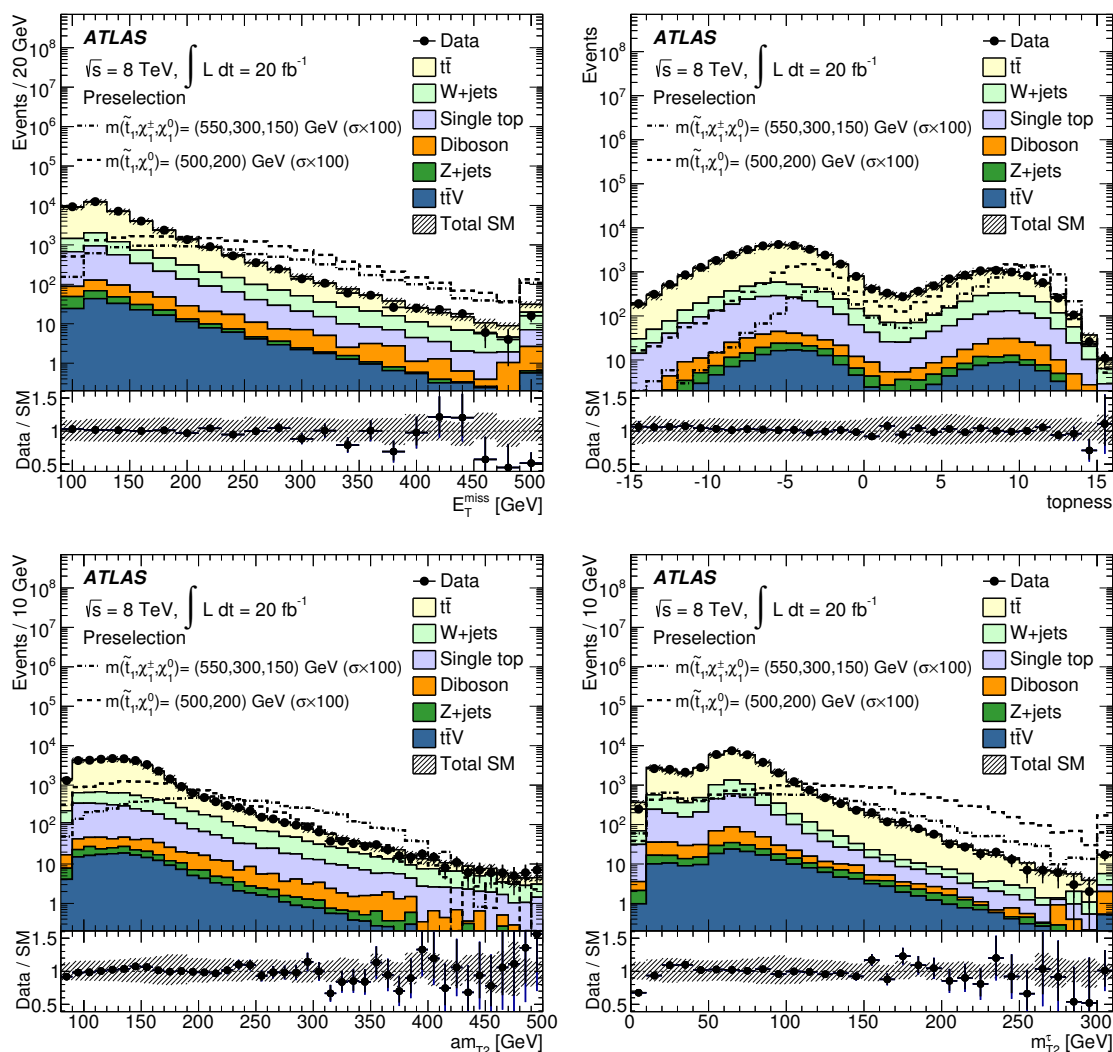 ATLAS
√s = 8 TeV, ∫ L dt = 20 fb⁻¹
Preselection
m(t̃₁,χ₁±,χ₁⁰)= (550,300,150) GeV (σ×100)
m(t̃₁,χ₁⁰)= (500,200) GeV (σ×100)
Data
tt̄
W+jets
Single top
Diboson
Z+jets
tt̄V
Total SM
Events / 20 GeV
10⁸
10⁷
10⁶
10⁵
10⁴
10³
10²
10
1
Data / SM
1.5
1
0.5
100 150 200 250 300 350 400 450 500
E_T^miss [GeV]
ATLAS
√s = 8 TeV, ∫ L dt = 20 fb⁻¹
Preselection
m(t̃₁,χ₁±,χ₁⁰)= (550,300,150) GeV (σ×100)
m(t̃₁,χ₁⁰)= (500,200) GeV (σ×100)
Data
tt̄
W+jets
Single top
Diboson
Z+jets
tt̄V
Total SM
Events
10⁸
10⁷
10⁶
10⁵
10⁴
10³
10²
10
Data / SM
1.5
1
0.5
-15 -10 -5 0 5 10 15
topness
ATLAS
√s = 8 TeV, ∫ L dt = 20 fb⁻¹
Preselection
m(t̃₁,χ₁±,χ₁⁰)= (550,300,150) GeV (σ×100)
m(t̃₁,χ₁⁰)= (500,200) GeV (σ×100)
Data
tt̄
W+jets
Single top
Diboson
Z+jets
tt̄V
Total SM
Events / 10 GeV
10⁸
10⁷
10⁶
10⁵
10⁴
10³
10²
10
1
Data / SM
1.5
1
0.5
100 150 200 250 300 350 400 450 500
am_T2 [GeV]
ATLAS
√s = 8 TeV, ∫ L dt = 20 fb⁻¹
Preselection
m(t̃₁,χ₁±,χ₁⁰)= (550,300,150) GeV (σ×100)
m(t̃₁,χ₁⁰)= (500,200) GeV (σ×100)
Data
tt̄
W+jets
Single top
Diboson
Z+jets
tt̄V
Total SM
Events / 10 GeV
10⁸
10⁷
10⁶
10⁵
10⁴
10³
10²
10
1
Data / SM
1.5
1
0.5
0 50 100 150 200 250 300
m_T2^τ [GeV]